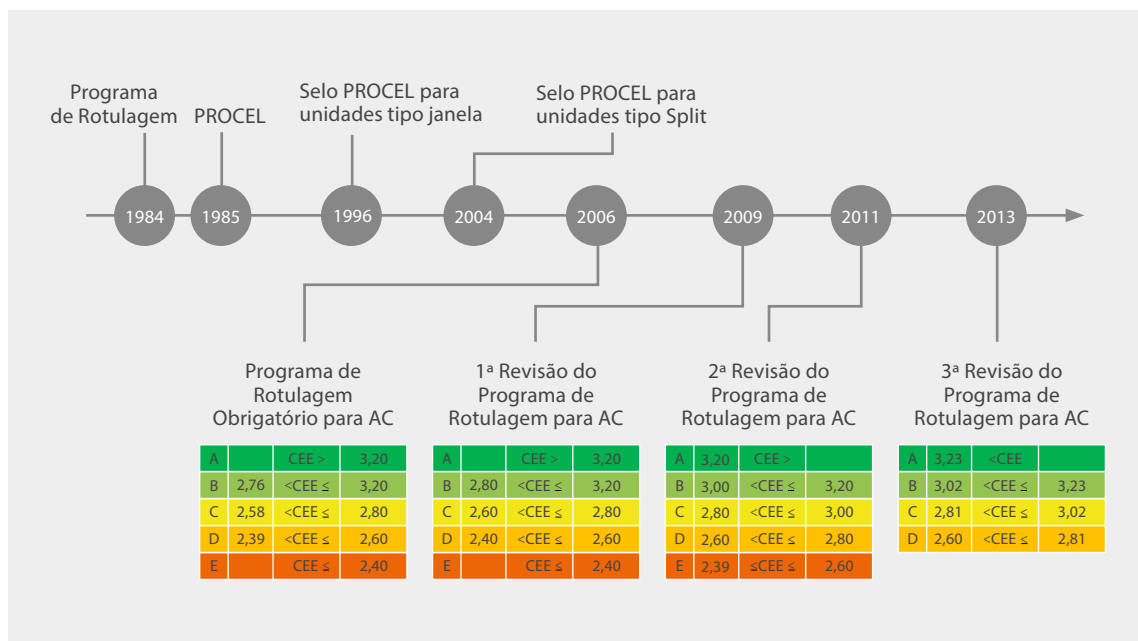 Programa
de Rotulagem
PROCEL
Selo PROCEL para
unidades tipo janela
Selo PROCEL para
unidades tipo Split
1984
1985
1996
2004
2006
2009
2011
2013
Programa de
Rotulagem
Obrigatório para AC
A CEE > 3,20
B 2,76 <CEE ≤ 3,20
C 2,58 <CEE ≤ 2,80
D 2,39 <CEE ≤ 2,60
E CEE ≤ 2,40
1ª Revisão do
Programa de
Rotulagem para AC
A CEE > 3,20
B 2,80 <CEE ≤ 3,20
C 2,60 <CEE ≤ 2,80
D 2,40 <CEE ≤ 2,60
E CEE ≤ 2,40
2ª Revisão do
Programa de
Rotulagem para AC
A 3,20 CEE >
B 3,00 <CEE ≤ 3,20
C 2,80 <CEE ≤ 3,00
D 2,60 <CEE ≤ 2,80
E 2,39 ≤CEE ≤ 2,60
3ª Revisão do
Programa de
Rotulagem para AC
A 3,23 <CEE
B 3,02 <CEE ≤ 3,23
C 2,81 <CEE ≤ 3,02
D 2,60 <CEE ≤ 2,81